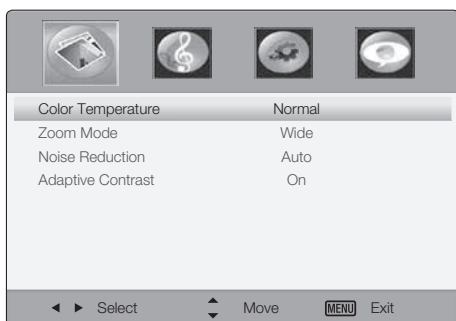 Color Temperature Normal
Zoom Mode Wide
Noise Reduction Auto
Adaptive Contrast On
◄ ► Select ▲▼ Move MENU Exit